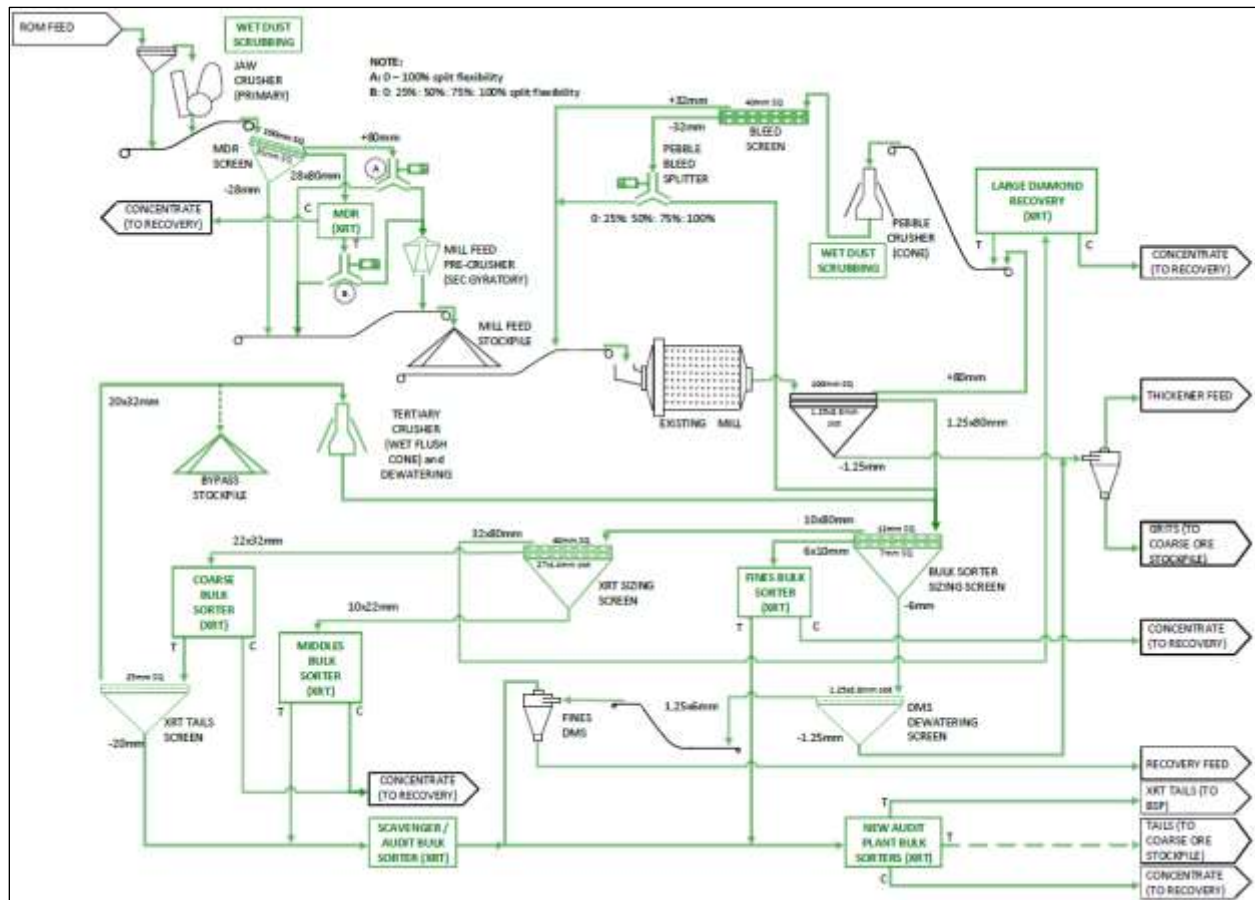 ROM FEED
WET DUST
SCRUBBING
JAW
CRUSHER
(PRIMARY)
NOTE:
A: 0 – 100% split flexibility
B: 0: 25%: 50%: 75%: 100% split flexibility
MDR
SCREEN
+80mm
28x80mm
-28mm
A
C
MDR
(XRT)
T
B
CONCENTRATE
(TO RECOVERY)
MILL FEED
PRE-CRUSHER
(SEC GYRATORY)
MILL FEED
STOCKPILE
+32mm
-32mm
40mm SQ
BLEED
SCREEN
PEBBLE
BLEED
SPLITTER
0: 25%: 50%: 75%: 100%
WET DUST
SCRUBBING
PEBBLE
CRUSHER
(CONE)
LARGE DIAMOND
RECOVERY
(XRT)
T
C
CONCENTRATE
(TO RECOVERY)
EXISTING MILL
100mm SQ
+80mm
1.25x80mm
-1.25mm
THICKENER FEED
GRITS (TO
COARSE ORE
STOCKPILE)
20x32mm
BYPASS
STOCKPILE
TERTIARY
CRUSHER
(WET FLUSH
CONE) and
DEWATERING
22x32mm
32x80mm
10x80mm
6x10mm
7mm SQ
BULK SORTER
SIZING SCREEN
-6mm
XRT SIZING
SCREEN
10x22mm
COARSE
BULK
SORTER
(XRT)
T
C
MIDDLES
BULK
SORTER
(XRT)
T
C
FINES BULK
SORTER
(XRT)
T
C
CONCENTRATE
(TO RECOVERY)
25mm SQ
XRT TAILS
SCREEN
-20mm
FINES
DMS
1.25x6mm
-1.25mm
DMS
DEWATERING
SCREEN
CONCENTRATE
(TO RECOVERY)
RECOVERY FEED
SCAVENGER /
AUDIT BULK
SORTER (XRT)
NEW AUDIT
PLANT BULK
SORTERS (XRT)
T
T
C
XRT TAILS (TO
BSP)
TAILS (TO
COARSE ORE
STOCKPILE)
CONCENTRATE
(TO RECOVERY)